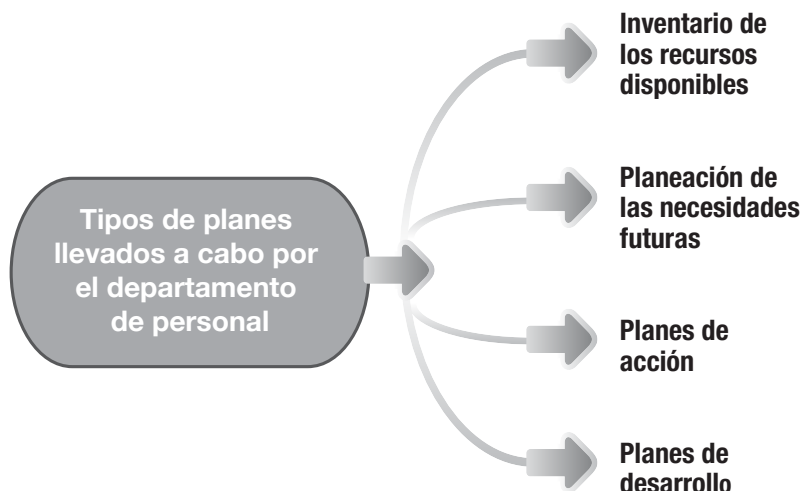 Inventario de
los recursos
disponibles
Tipos de planes
llevados a cabo por
el departamento
de personal
Planeación de
las necesidades
futuras
Planes de
acción
Planes de
desarrollo